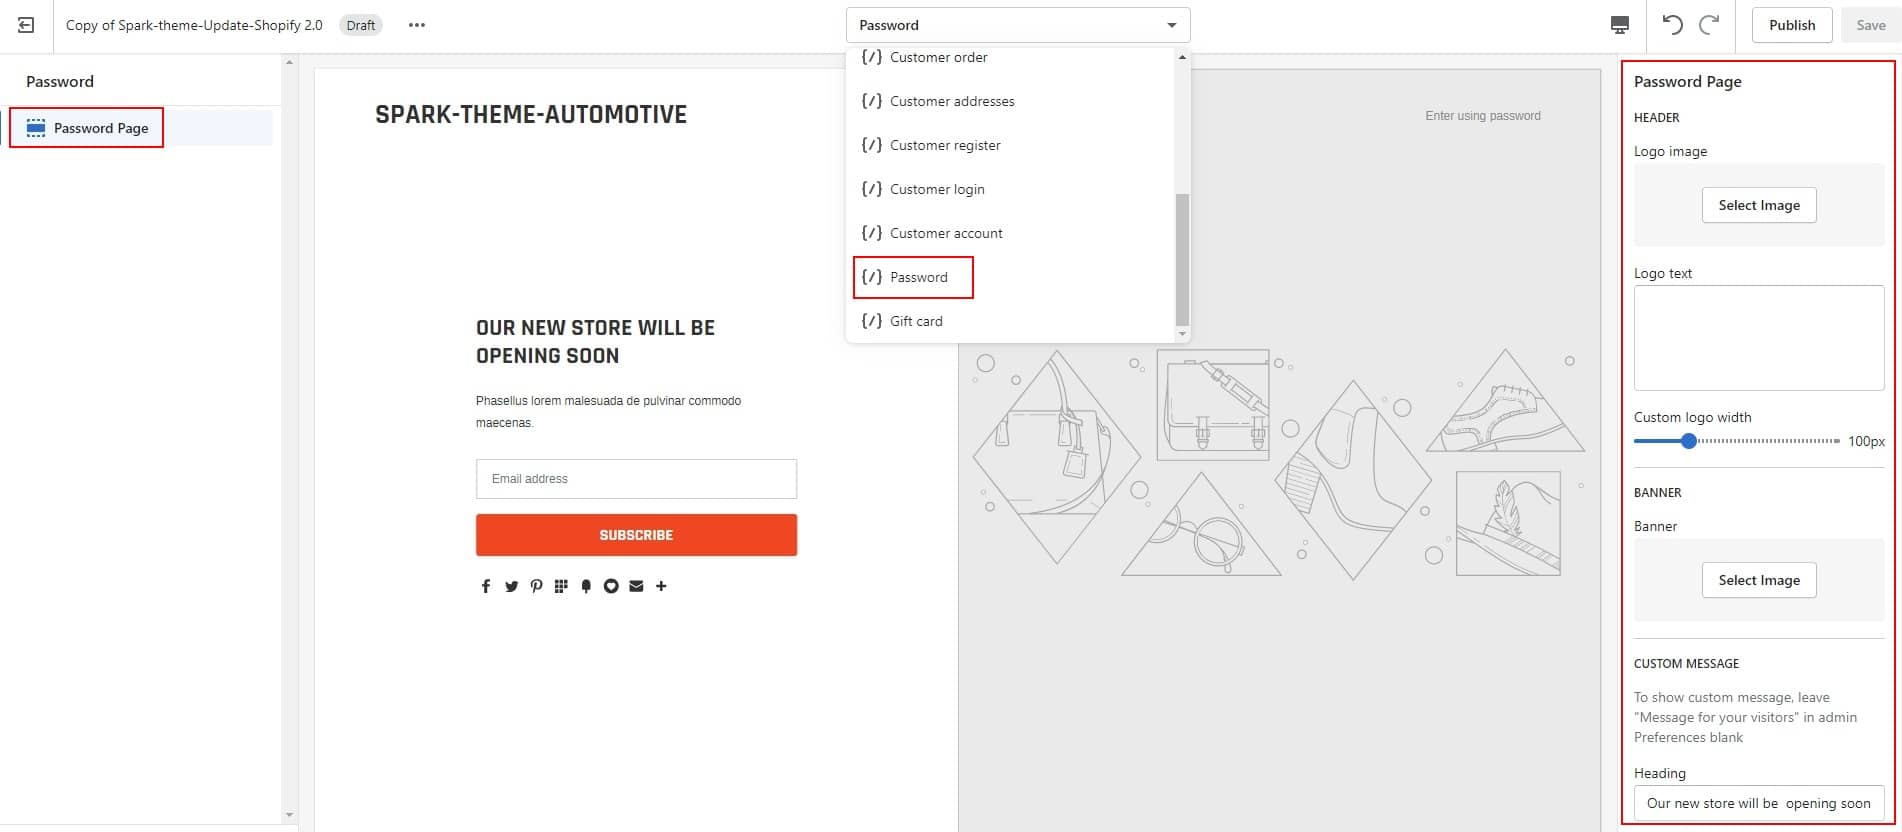 Copy of Spark-theme-Update-Shopify 2.0
Draft
Password
Publish
Save
Password
Password Page
{/} Customer order
{/} Customer addresses
{/} Customer register
{/} Customer login
{/} Customer account
{/} Password
{/} Gift card
SPARK-THEME-AUTOMOTIVE
Enter using password
OUR NEW STORE WILL BE
OPENING SOON
Phasellus lorem malesuada de pulvinar commodo
maecenas.
Email address
SUBSCRIBE
Password Page
HEADER
Logo image
Select Image
Logo text
Custom logo width
100px
BANNER
Banner
Select Image
CUSTOM MESSAGE
To show custom message, leave
"Message for your visitors" in admin
Preferences blank
Heading
Our new store will be  opening soon